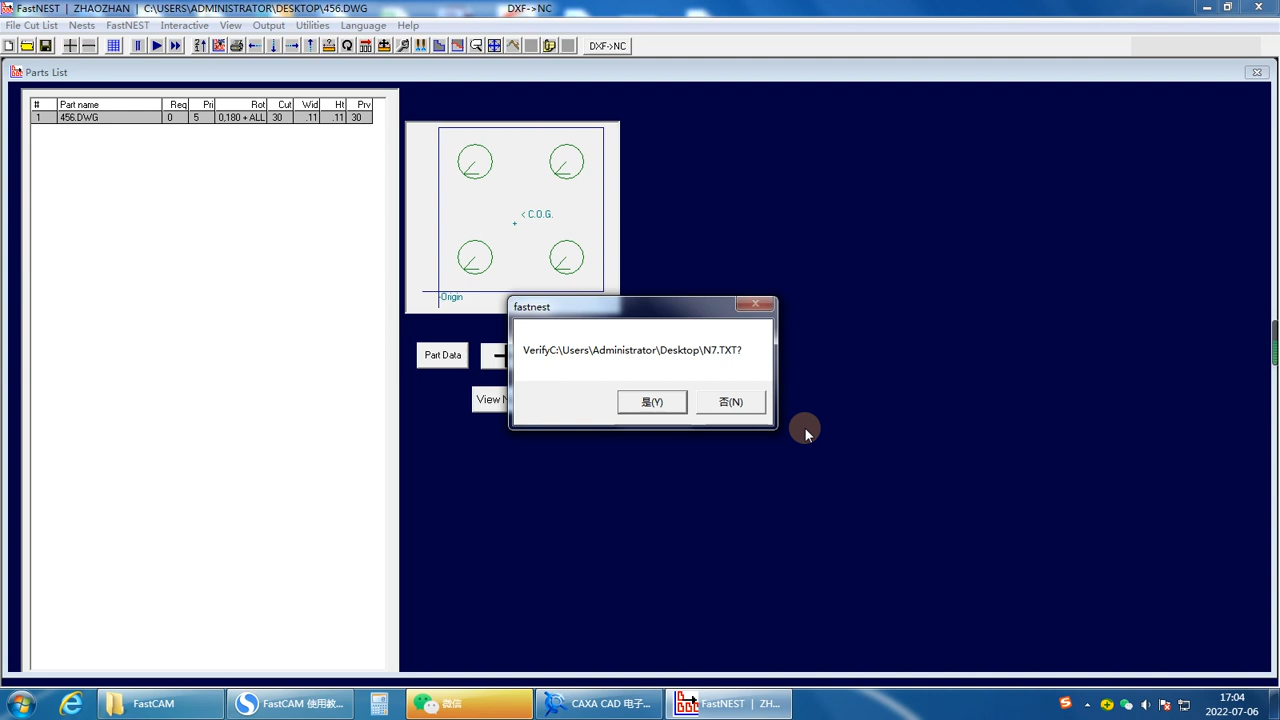 FastNEST | ZHAOZHAN | C:\USERS\ADMINISTRATOR\DESKTOP\456.DWG DXF->NC
File Cut List Nests FastNEST Interactive View Output Utilities Language Help
DXF->NC
Parts List
# Part name Req Pri Rot Cut Wid Ht Prv
1 456.DWG 0 5 0,180 + ALL 30 .11 .11 30
< C.O.G.
Origin
fastnest
VerifyC:\Users\Administrator\Desktop\N7.TXT?
是(Y) 否(N)
Part Data
View N
FastCAM
FastCAM 使用教...
微信
CAXA CAD 电子...
FastNEST | ZH...
17:04
2022-07-06